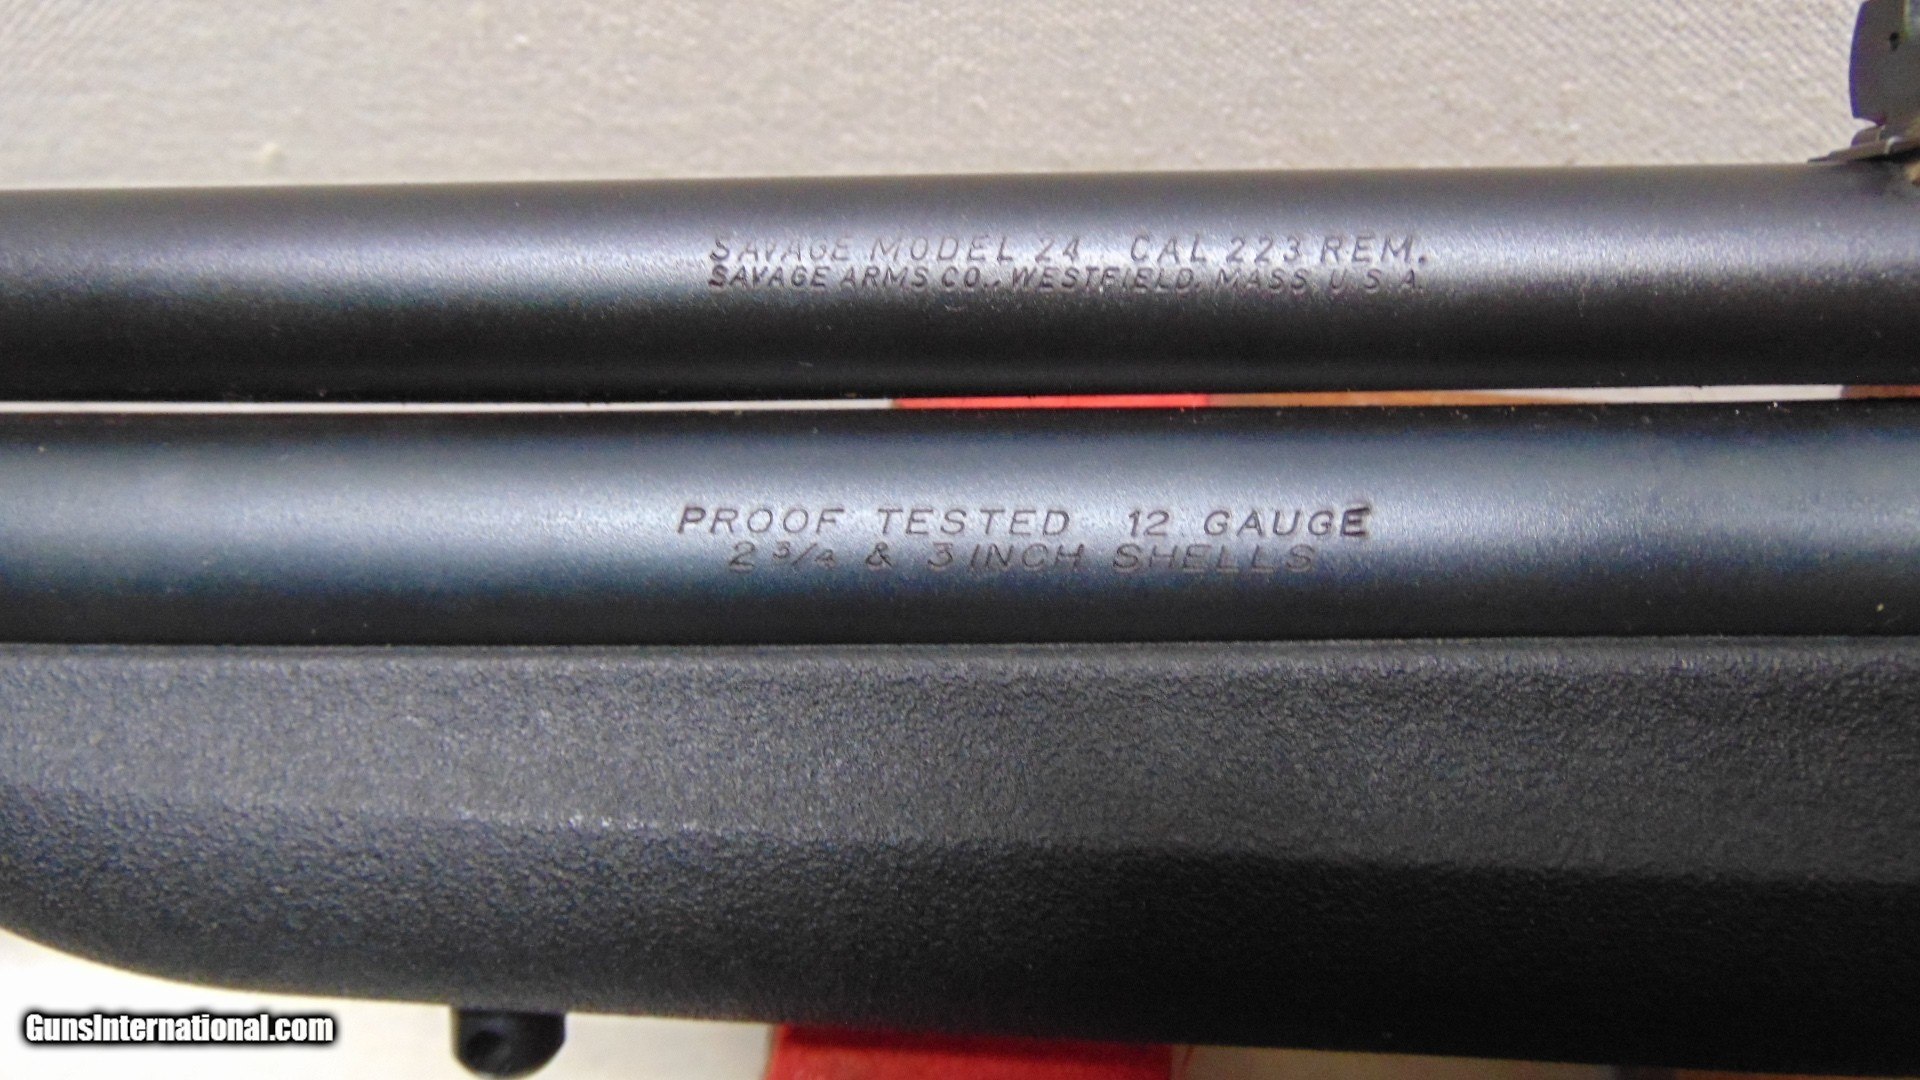 SAVAGE MODEL 24 CAL 223 REM.
SAVAGE ARMS CO., WESTFIELD, MASS U.S.A.
PROOF TESTED 12 GAUGE
2 3/4 & 3 INCH SHELLS
GunsInternational.com